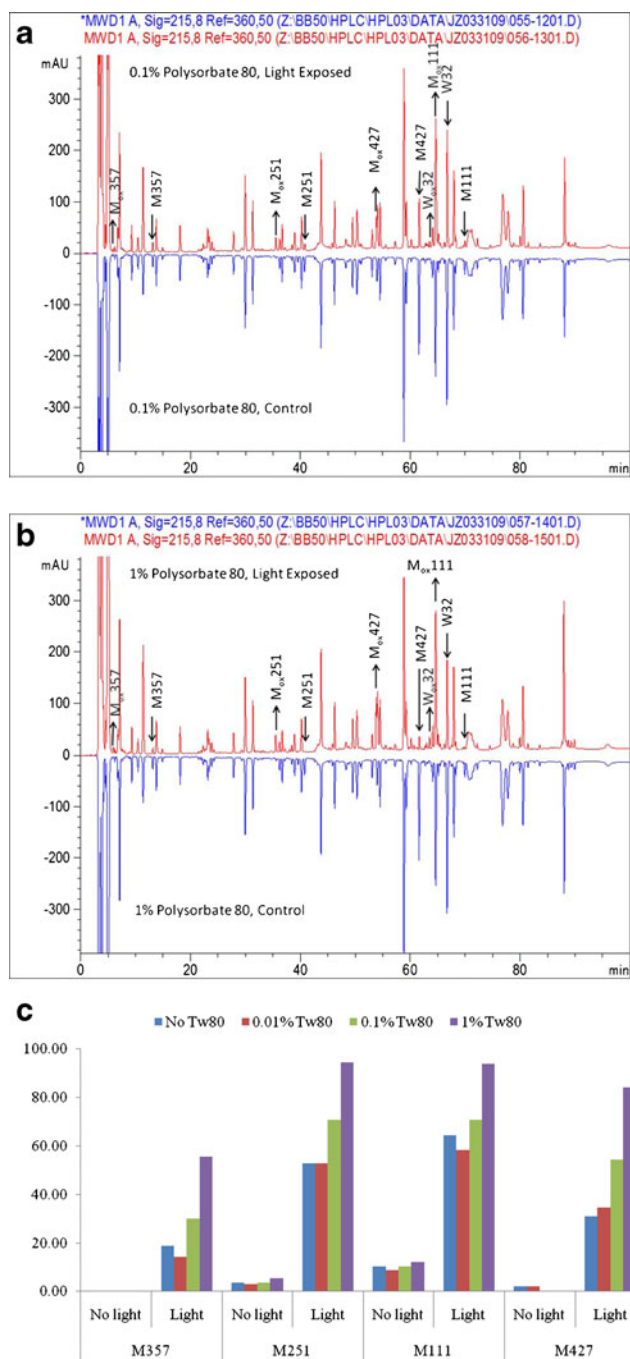 a
*MWD1 A, Sig=215,8 Ref=360,50 (Z:\BB50\HPLC\HPL03\DATA\JZ033109\055-1201.D)
MWD1 A, Sig=215,8 Ref=360,50 (Z:\BB50\HPLC\HPL03\DATA\JZ033109\056-1301.D)
mAU
0.1% Polysorbate 80, Light Exposed
300
200
100
0
-100
-200
-300
Mox357
M357
Mox251
M251
Mox427
M427
Wox32
Mox111
W32
M111
0.1% Polysorbate 80, Control
0 20 40 60 80 min
b
*MWD1 A, Sig=215,8 Ref=360,50 (Z:\BB50\HPLC\HPL03\DATA\JZ033109\057-1401.D)
MWD1 A, Sig=215,8 Ref=360,50 (Z:\BB50\HPLC\HPL03\DATA\JZ033109\058-1501.D)
mAU
1% Polysorbate 80, Light Exposed
300
200
100
0
-100
-200
-300
Mox357
M357
Mox251
M251
Mox427
M427
Wox32
Mox111
W32
M111
1% Polysorbate 80, Control
0 20 40 60 80 min
c
No Tw80 0.01%Tw80 0.1%Tw80 1%Tw80
100.00
80.00
60.00
40.00
20.00
0.00
No light Light No light Light No light Light No light Light
M357 M251 M111 M427